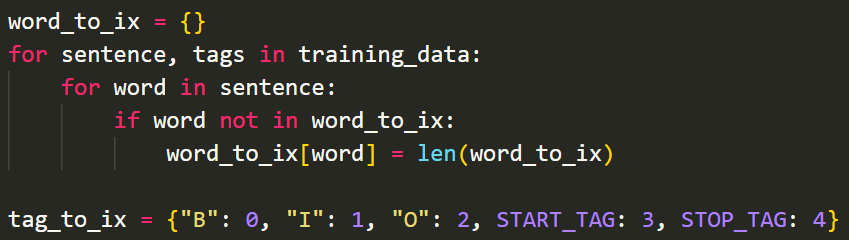 word_to_ix = {}
for sentence, tags in training_data:
    for word in sentence:
        if word not in word_to_ix:
            word_to_ix[word] = len(word_to_ix)

tag_to_ix = {"B": 0, "I": 1, "O": 2, START_TAG: 3, STOP_TAG: 4}